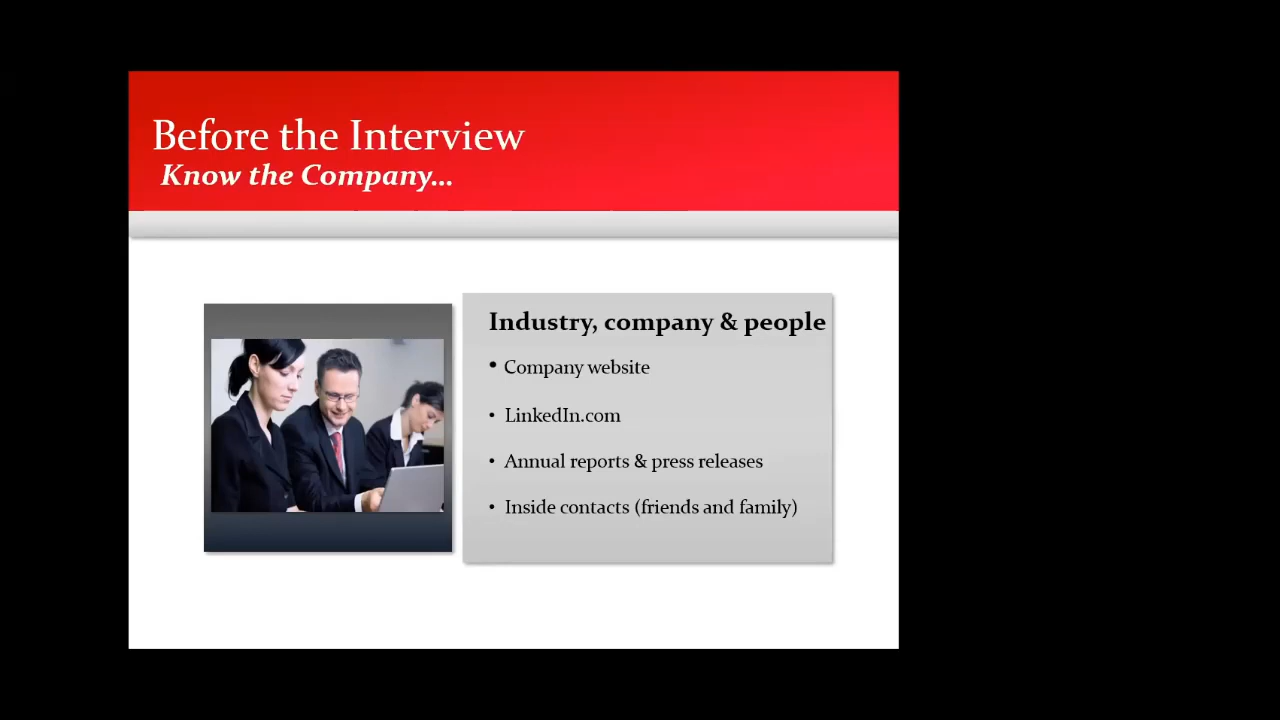 Before the Interview
Know the Company...
Industry, company & people
• Company website
• LinkedIn.com
• Annual reports & press releases
• Inside contacts (friends and family)